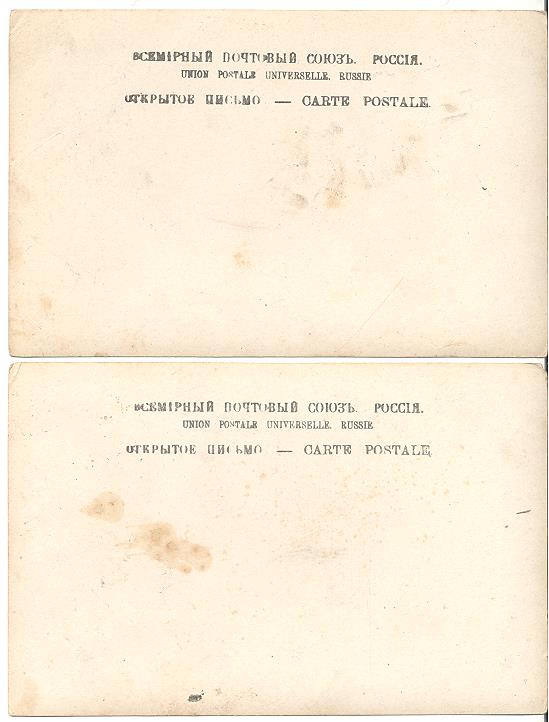 ВСЕМІРНЫЙ ПОЧТОВЫЙ СОЮЗЪ. РОССІЯ.
UNION POSTALE UNIVERSELLE. RUSSIE
ОТКРЫТОЕ ПИСЬМО — CARTE POSTALE.
ВСЕМІРНЫЙ ПОЧТОВЫЙ СОЮЗЪ. РОССІЯ.
UNION POSTALE UNIVERSELLE. RUSSIE
ОТКРЫТОЕ ПИСЬМО — CARTE POSTALE.